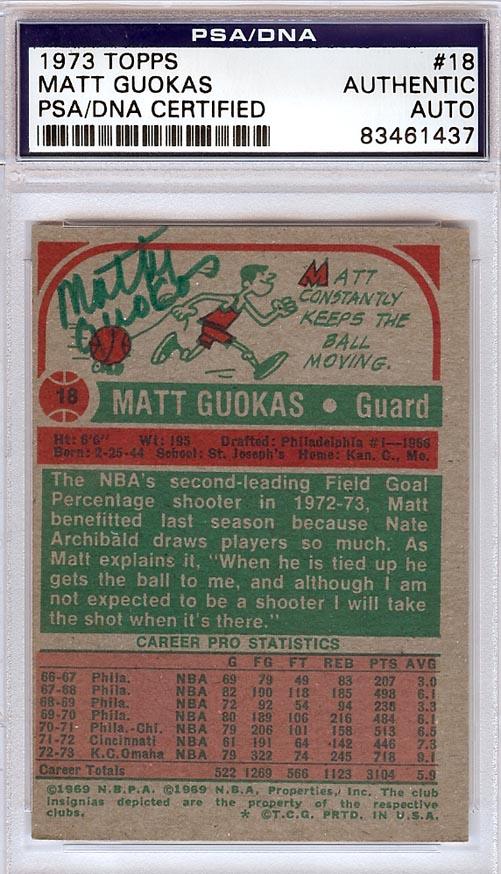 PSA/DNA
1973 TOPPS #18
MATT GUOKAS AUTHENTIC
PSA/DNA CERTIFIED AUTO
83461437
Matty
Guokas
MATT
CONSTANTLY
KEEPS THE
BALL
MOVING.
18 MATT GUOKAS • Guard
Ht: 6'6" Wt: 195 Drafted: Philadelphia #1—1966
Born: 2-25-44 School: St. Joseph's Home: Kan. C., Mo.
The NBA's second-leading Field Goal
Percentage shooter in 1972-73, Matt
benefitted last season because Nate
Archibald draws players so much. As
Matt explains it, "When he is tied up he
gets the ball to me, and although I am
not expected to be a shooter I will take
the shot when it's there."
CAREER PRO STATISTICS
G FG FT REB PTS AVG
66-67 Phila. NBA 69 79 49 83 207 3.0
67-68 Phila. NBA 82 190 118 185 498 6.1
68-69 Phila. NBA 72 92 54 94 238 3.3
69-70 Phila. NBA 80 189 106 216 484 6.1
70-71 Phila.-Chi. NBA 79 206 101 158 513 6.5
71-72 Cincinnati NBA 61 191 64 142 446 7.3
72-73 K.C.Omaha NBA 79 322 74 245 718 9.1
Career Totals 522 1269 566 1123 3104 5.9
©1969 N.B.P.A. ©1969 N.B.A. Properties, Inc. The club
insignias depicted are the property of the respective
clubs. * ©T.C.G. PRTD. IN U.S.A.